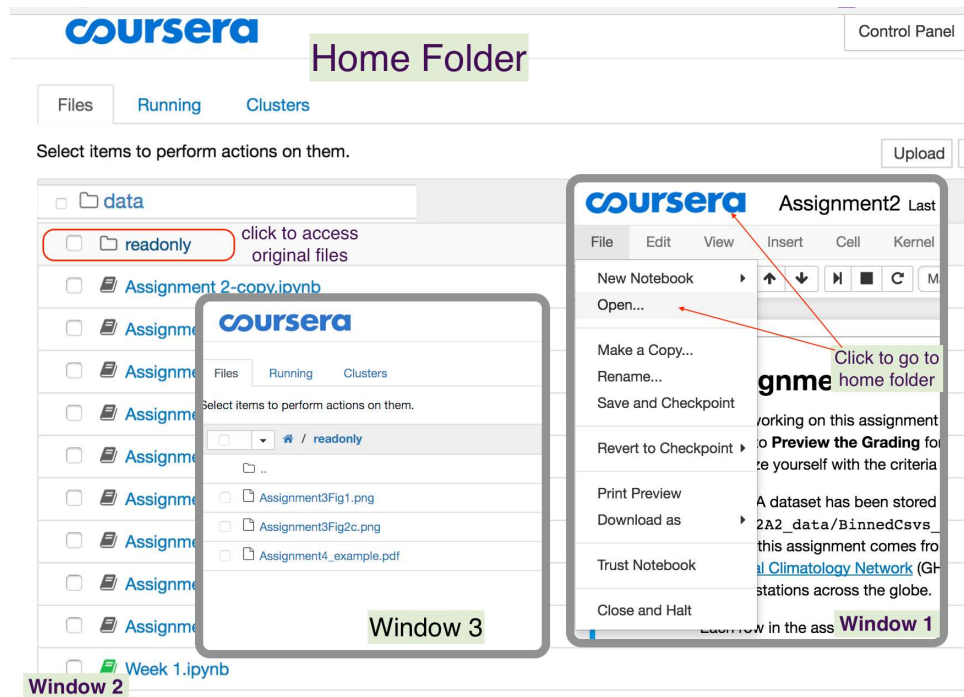 coursera
Home Folder
Control Panel
Files Running Clusters
Select items to perform actions on them.
Upload
data
readonly
click to access
original files
Assignment 2-copy.ipynb
Assignme
Assignme
Assignme
Assignme
Assignme
Assignme
Assignme
Assignme
Week 1.ipynb
Window 2
coursera
Files Running Clusters
Select items to perform actions on them.
/ readonly
..
Assignment3Fig1.png
Assignment3Fig2c.png
Assignment4_example.pdf
Window 3
coursera Assignment2 Last
File Edit View Insert Cell Kernel
New Notebook
Open...
Make a Copy...
Rename...
Save and Checkpoint
Revert to Checkpoint
Print Preview
Download as
Trust Notebook
Close and Halt
Click to go to
home folder
gnme
working on this assignment
to Preview the Grading for
ze yourself with the criteria
A dataset has been stored
2A2_data/BinnedCsvs_
this assignment comes fro
al Climatology Network (GH
stations across the globe.
Each row in the ass
Window 1